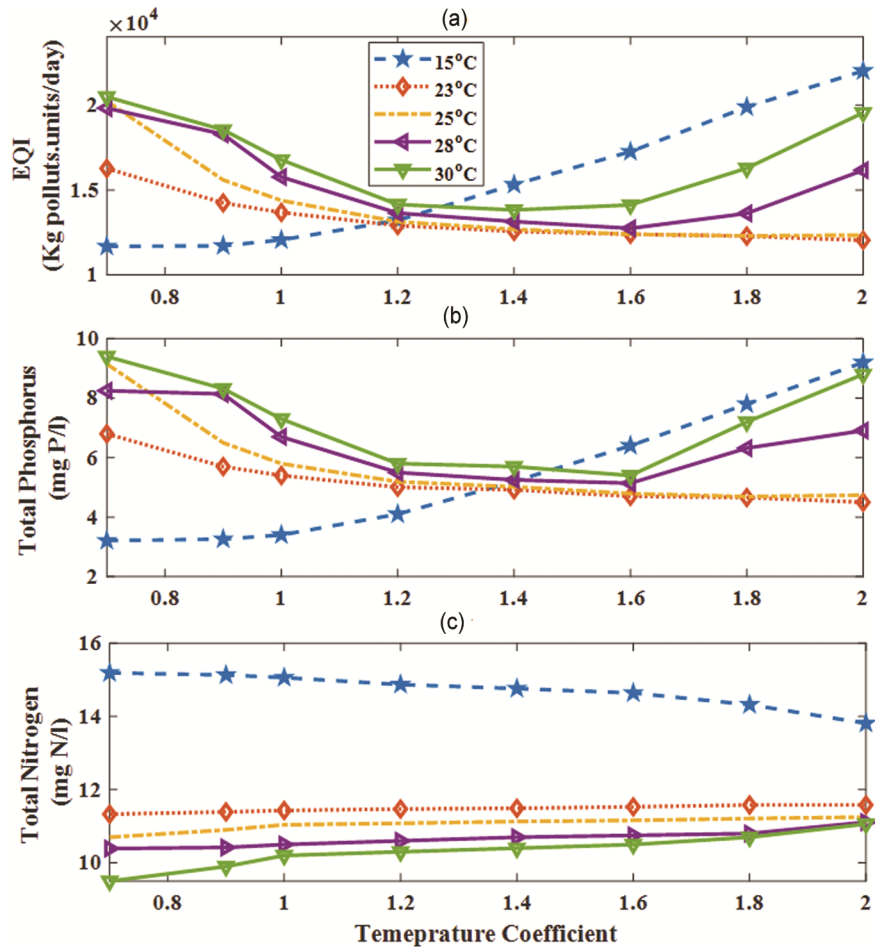 (a)
×10⁴
2
1.5
1
EQI
(Kg polluts.units/day)
15°C
23°C
25°C
28°C
30°C
0.8 1 1.2 1.4 1.6 1.8 2
(b)
10
8
6
4
2
Total Phosphorus
(mg P/l)
0.8 1 1.2 1.4 1.6 1.8 2
(c)
16
14
12
10
Total Nitrogen
(mg N/l)
0.8 1 1.2 1.4 1.6 1.8 2
Temeprature Coefficient